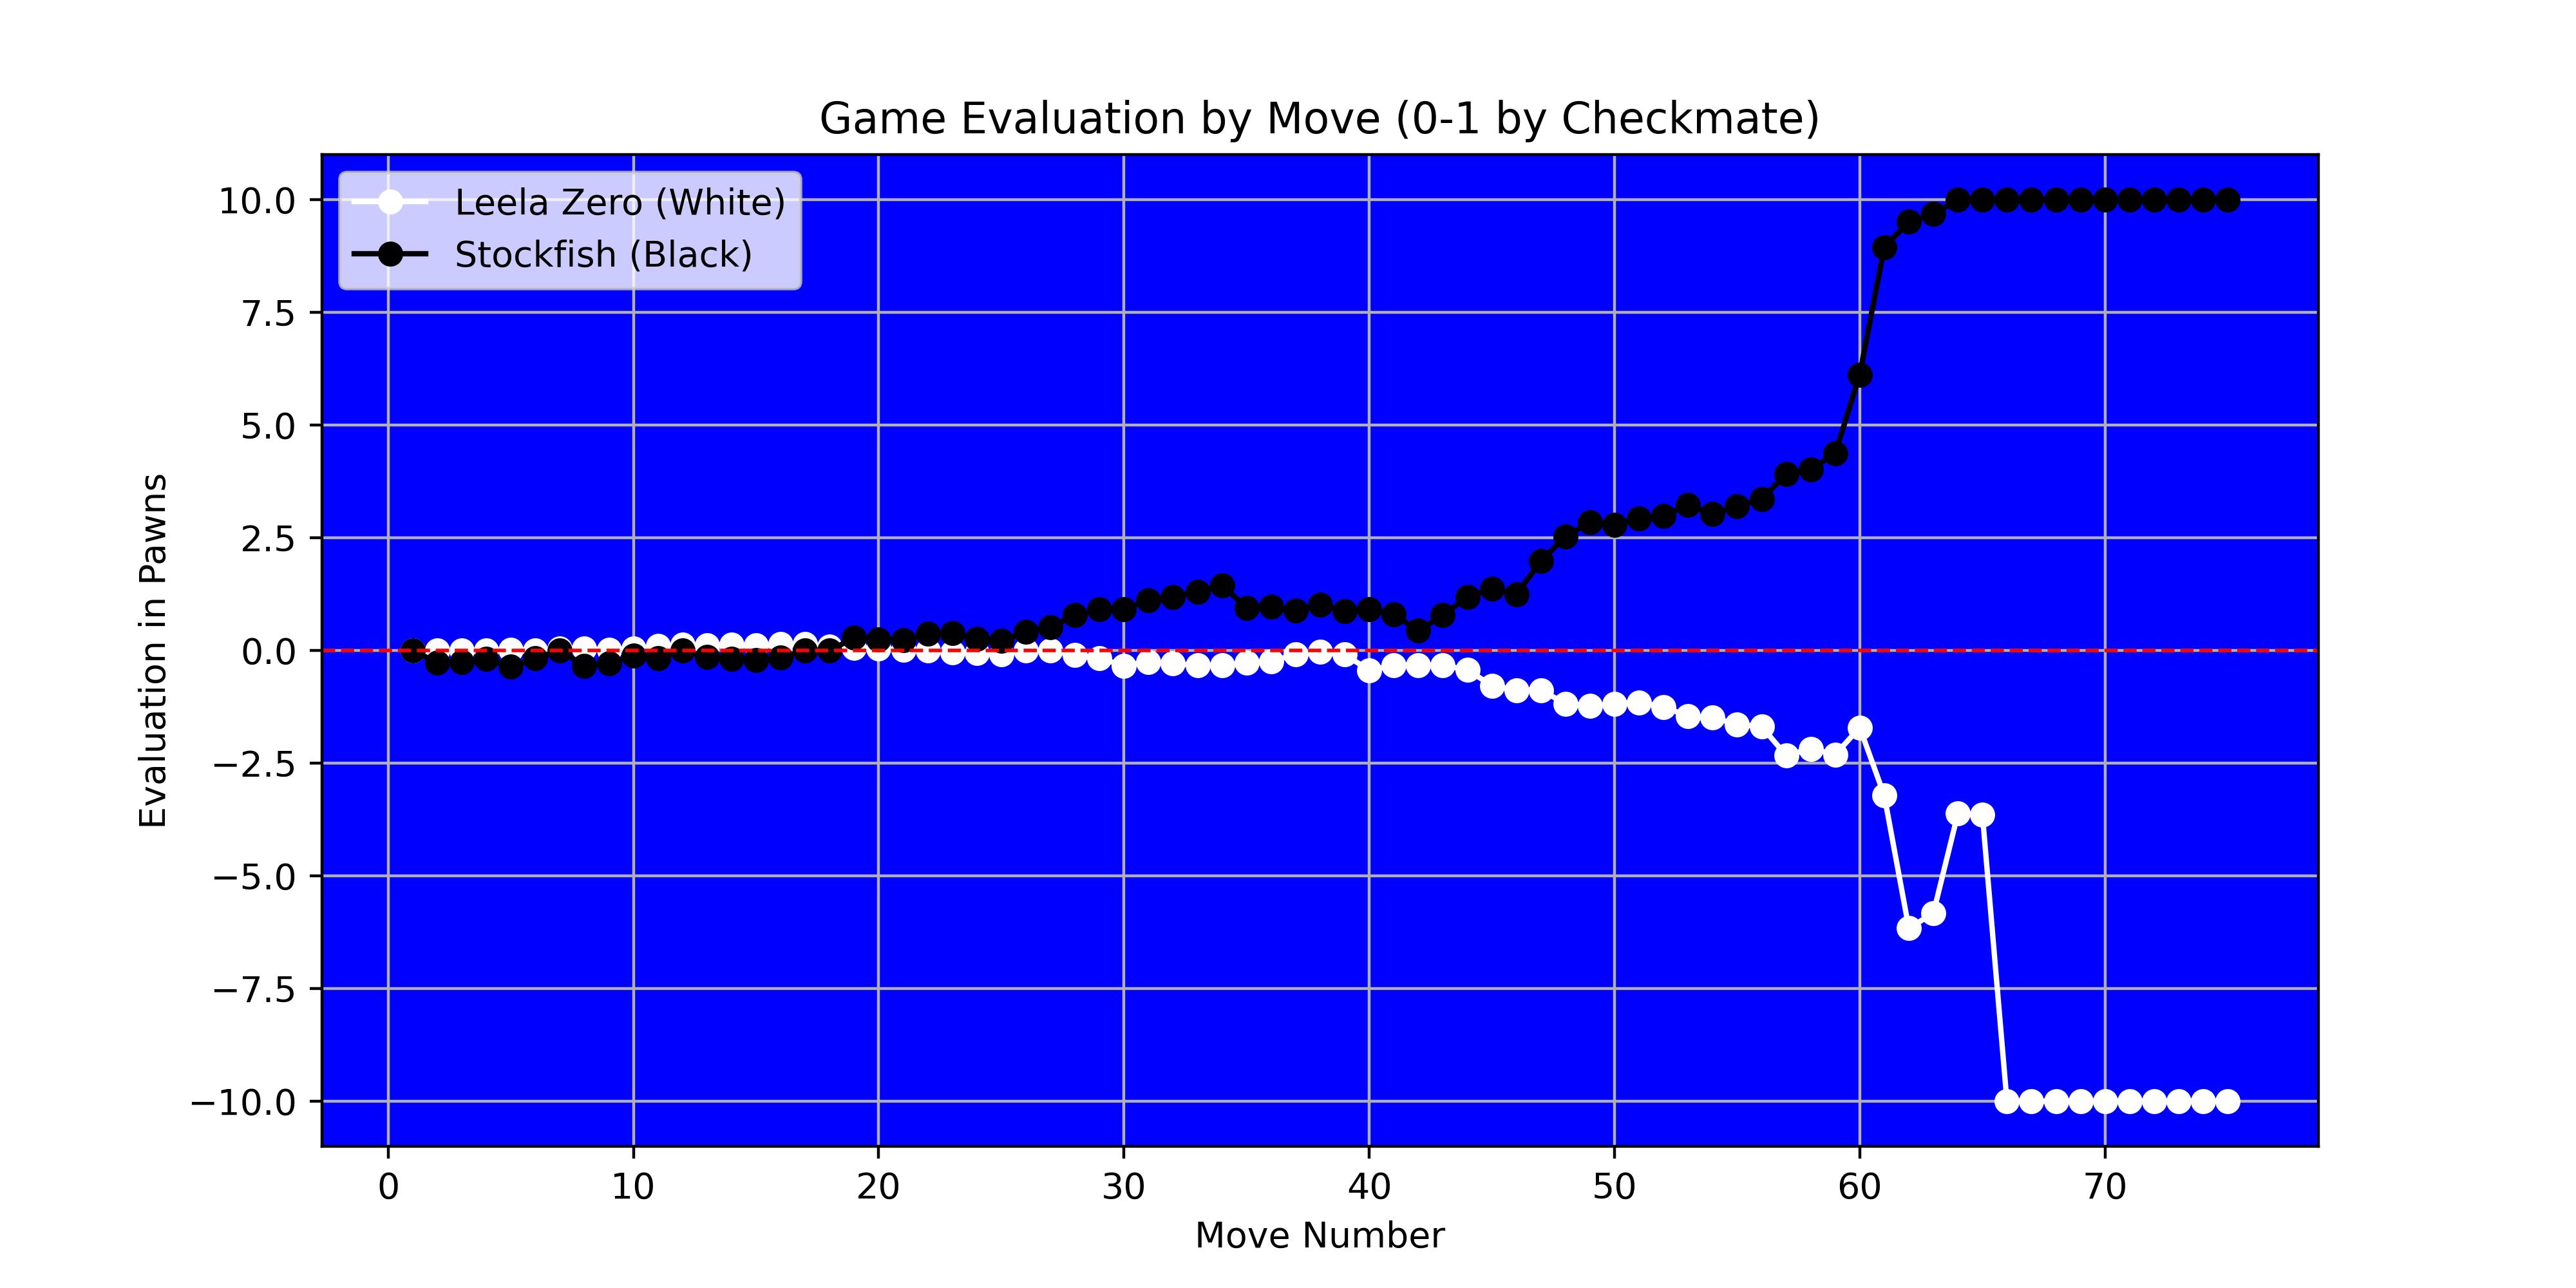 Game Evaluation by Move (0-1 by Checkmate)
Leela Zero (White)
Stockfish (Black)
Evaluation in Pawns
10.0
7.5
5.0
2.5
0.0
−2.5
−5.0
−7.5
−10.0
0 10 20 30 40 50 60 70
Move Number